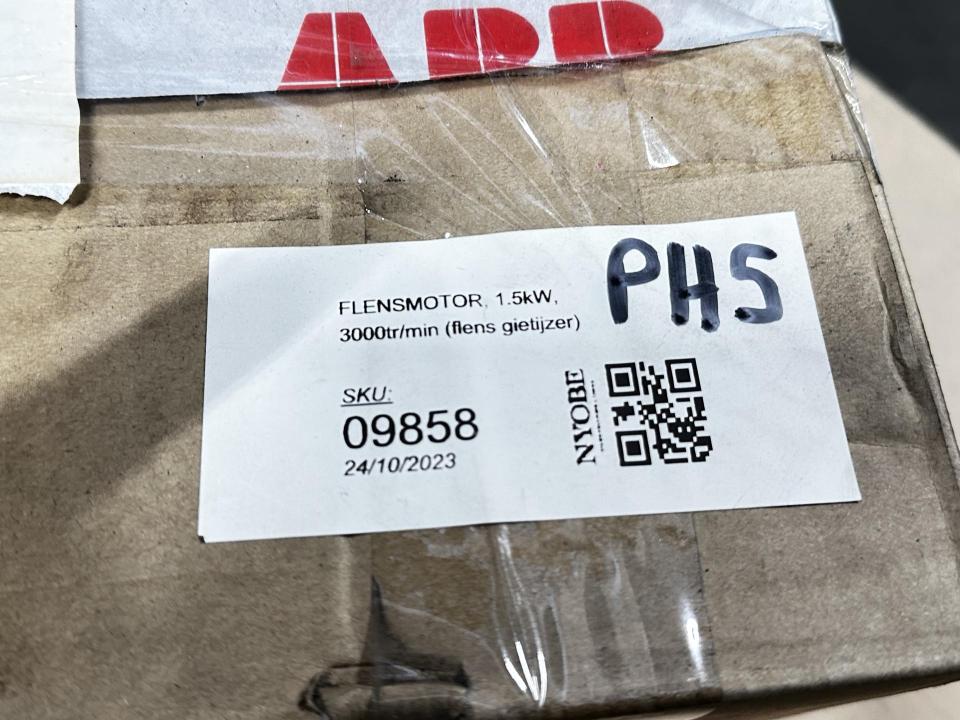 ABB
FLENSMOTOR, 1.5kW,
3000tr/min (flens gietijzer)
PHS
SKU:
09858
24/10/2023
NYOBE